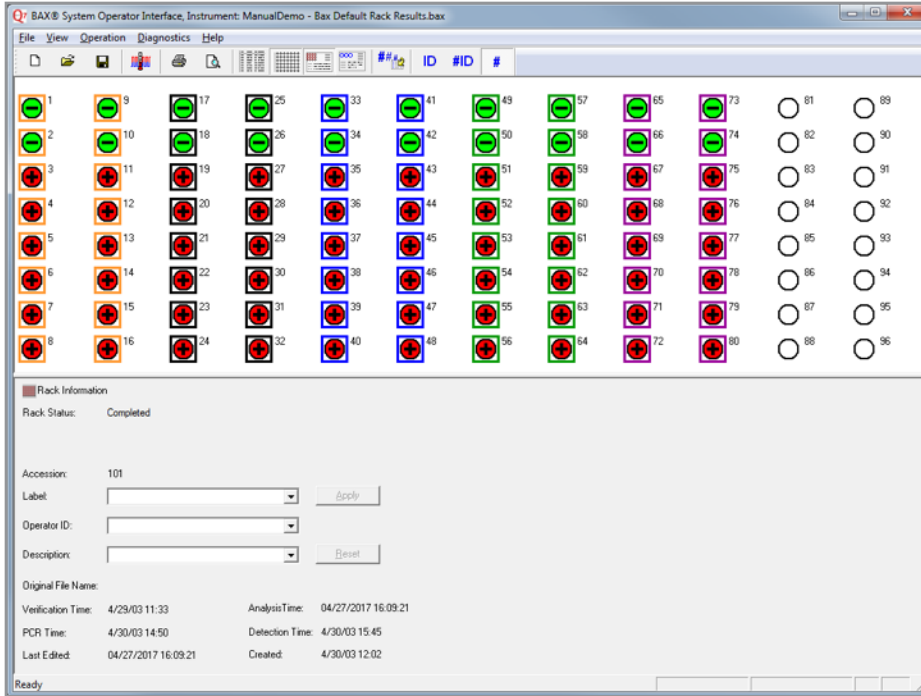 BAX® System Operator Interface, Instrument: ManualDemo - Bax Default Rack Results.bax
File View Operation Diagnostics Help
ID #ID #
1 9 17 25 33 41 49 57 65 73 81 89
2 10 18 26 34 42 50 58 66 74 82 90
3 11 19 27 35 43 51 59 67 75 83 91
4 12 20 28 36 44 52 60 68 76 84 92
5 13 21 29 37 45 53 61 69 77 85 93
6 14 22 30 38 46 54 62 70 78 86 94
7 15 23 31 39 47 55 63 71 79 87 95
8 16 24 32 40 48 56 64 72 80 88 96
Rack Information
Rack Status: Completed
Accession: 101
Label: Apply
Operator ID:
Description: Reset
Original File Name:
Verification Time: 4/29/03 11:33 AnalysisTime: 04/27/2017 16:09:21
PCR Time: 4/30/03 14:50 Detection Time: 4/30/03 15:45
Last Edited: 04/27/2017 16:09:21 Created: 4/30/03 12:02
Ready